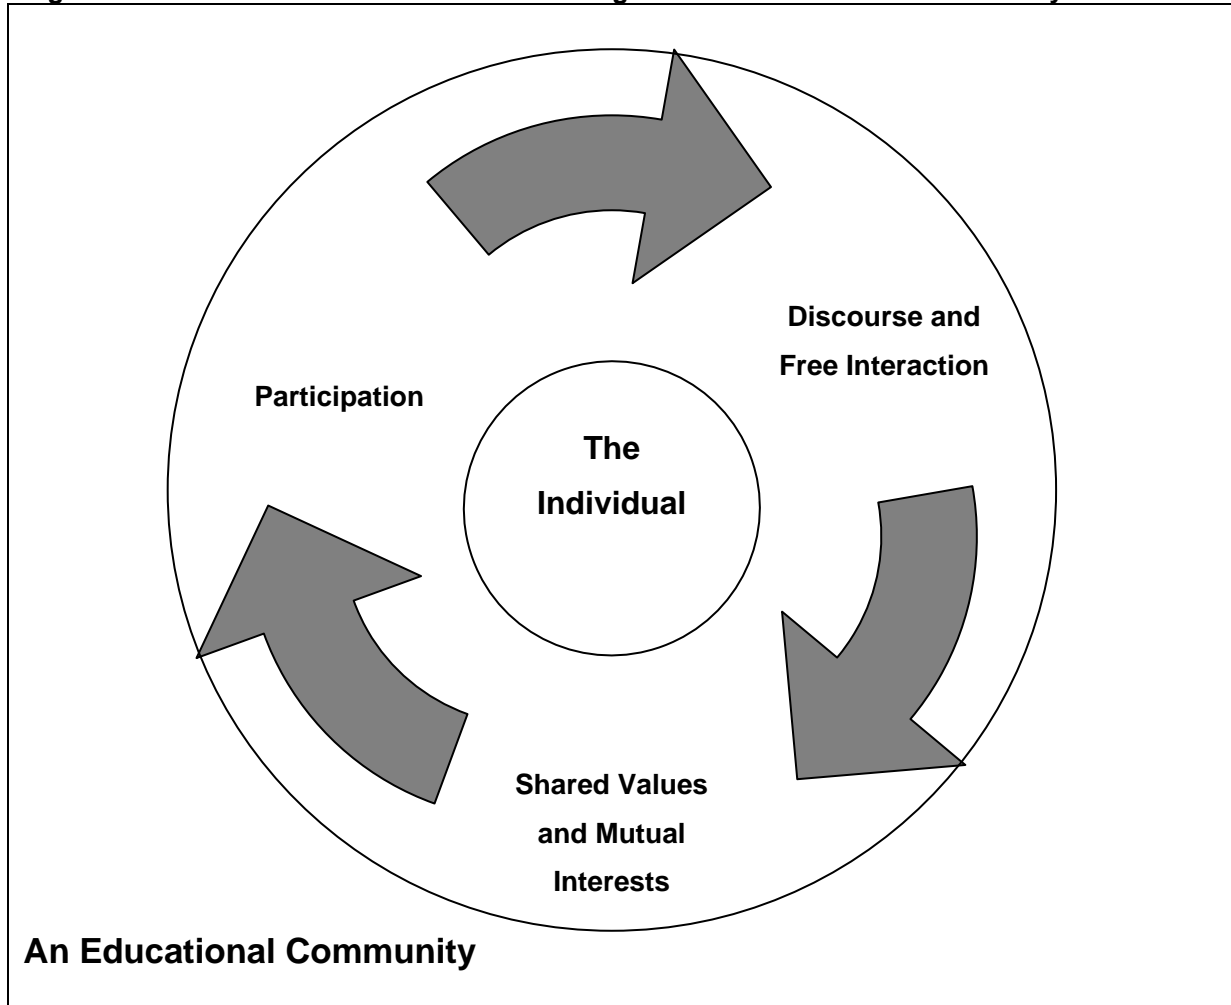 Discourse and
Free Interaction
Participation
The
Individual
Shared Values
and Mutual
Interests
An Educational Community